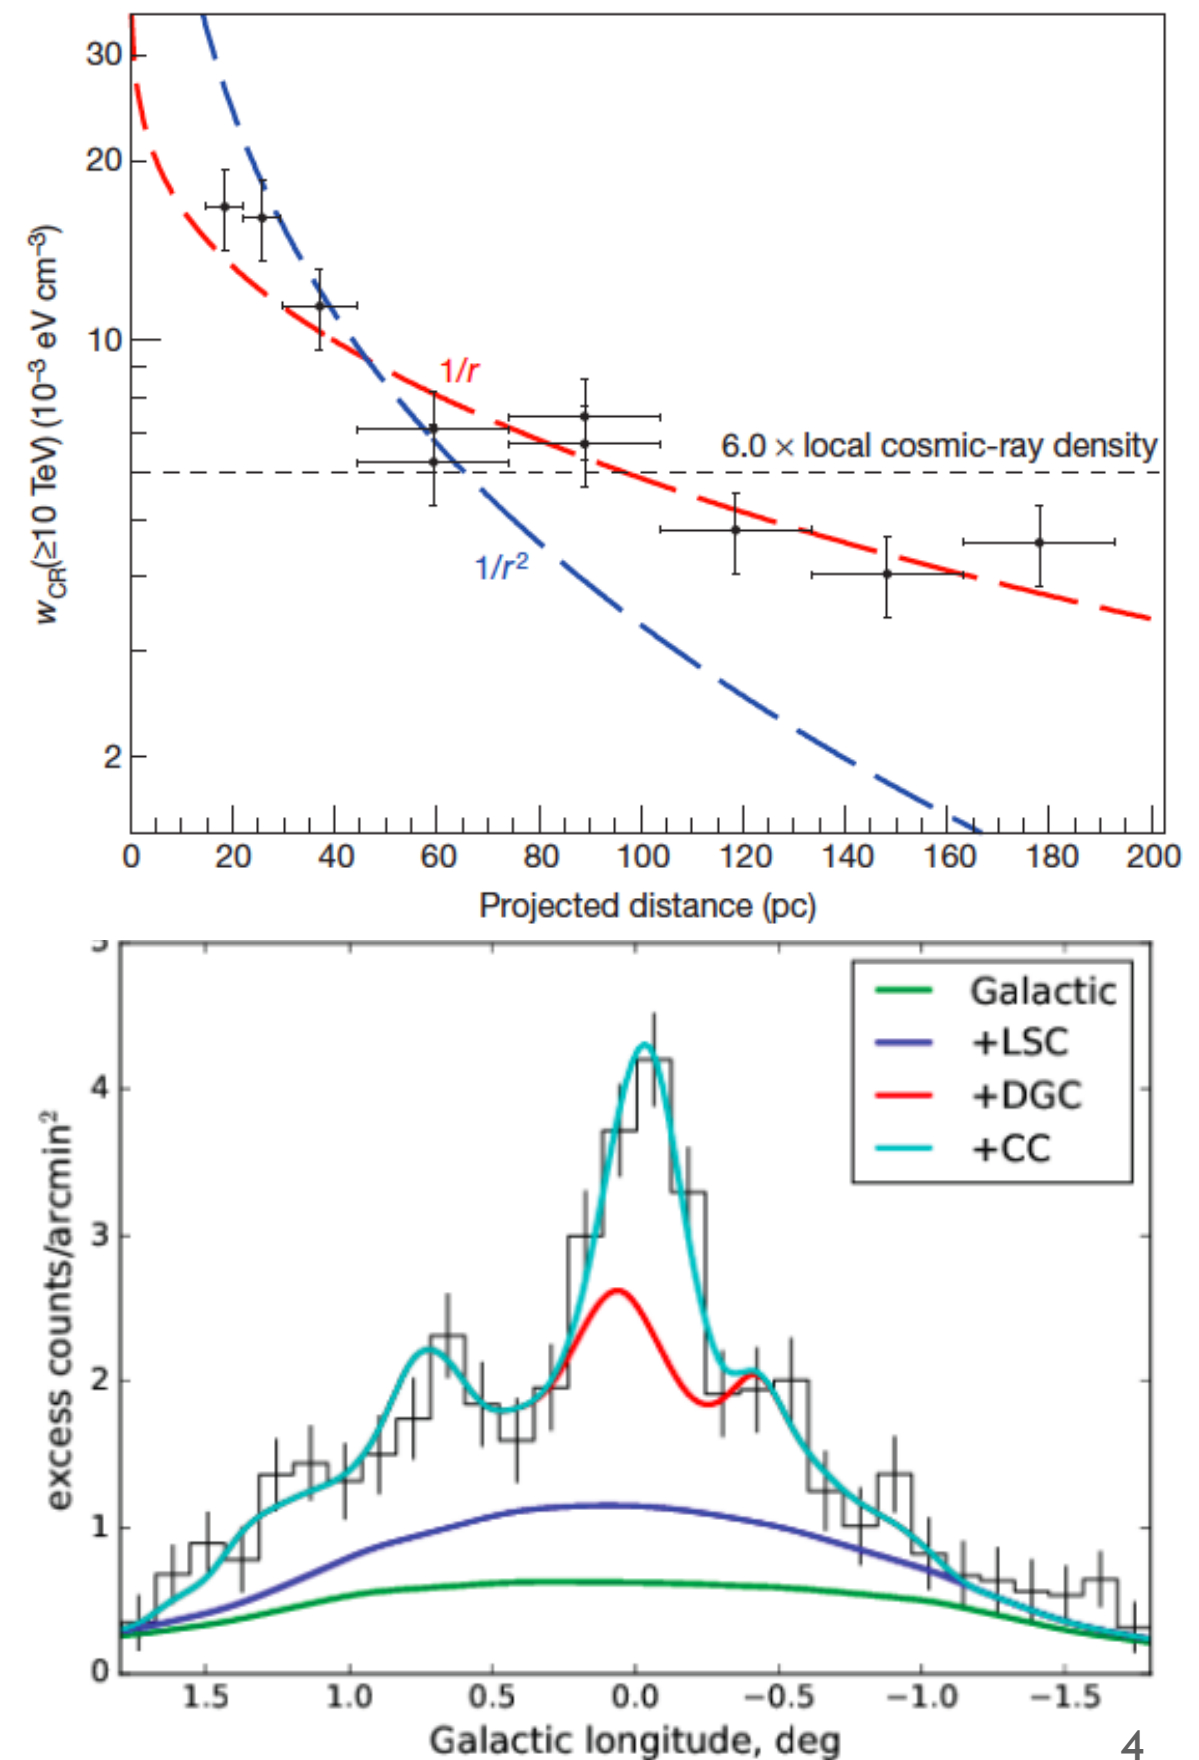 30
20
10
2
w_CR(≥10 TeV) (10⁻³ eV cm⁻³)
1/r
6.0 × local cosmic-ray density
1/r²
0 20 40 60 80 100 120 140 160 180 200
Projected distance (pc)
5
4
3
2
1
0
excess counts/arcmin²
Galactic
+LSC
+DGC
+CC
1.5 1.0 0.5 0.0 −0.5 −1.0 −1.5
Galactic longitude, deg
4